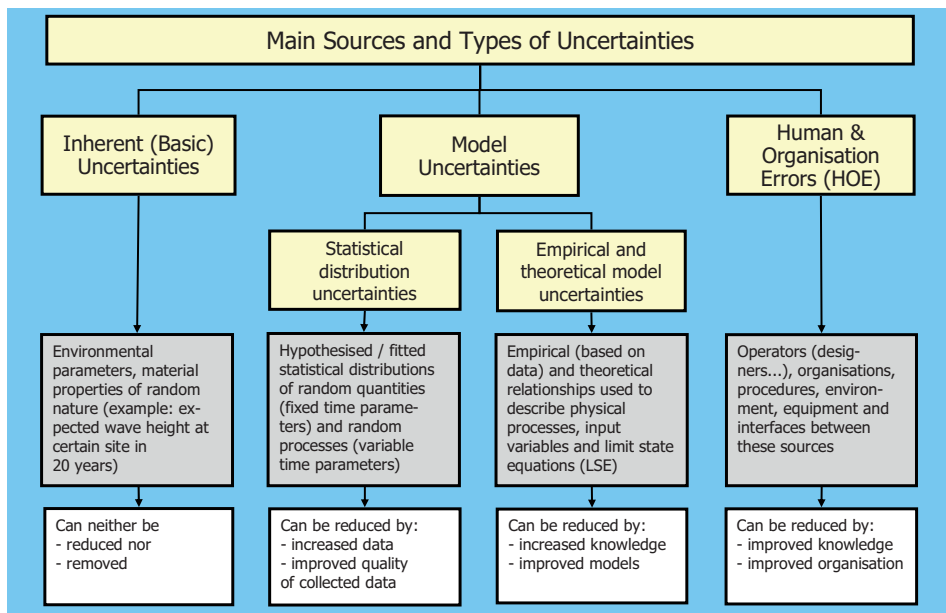 Main Sources and Types of Uncertainties
Inherent (Basic)
Uncertainties
Model
Uncertainties
Human &
Organisation
Errors (HOE)
Statistical
distribution
uncertainties
Empirical and
theoretical model
uncertainties
Environmental
parameters, material
properties of random
nature (example: ex-
pected wave height at
certain site in
20 years)
Hypothesised / fitted
statistical distributions
of random quantities
(fixed time parame-
ters) and random
processes (variable
time parameters)
Empirical (based on
data) and theoretical
relationships used to
describe physical
processes, input
variables and limit state
equations (LSE)
Operators (desig-
ners...), organisations,
procedures, environ-
ment, equipment and
interfaces between
these sources
Can neither be
- reduced nor
- removed
Can be reduced by:
- increased data
- improved quality
of collected data
Can be reduced by:
- increased knowledge
- improved models
Can be reduced by:
- improved knowledge
- improved organisation